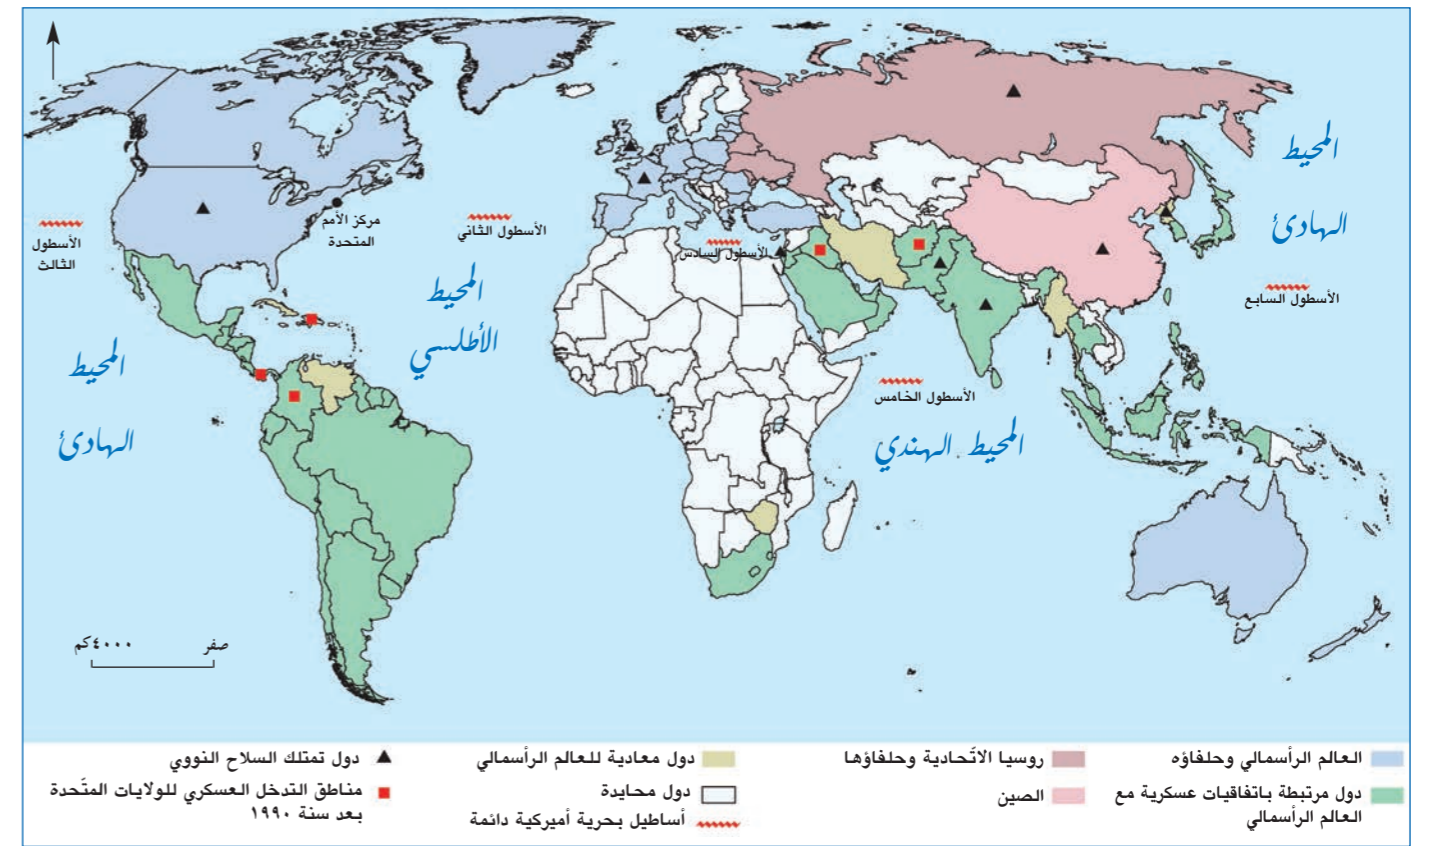 المحيط
الهادئ
مركز الأمم
المتحدة
الأسطول الثاني
الأسطول
الثالث
الأسطول السادس
المحيط
الأطلسي
الأسطول السابع
المحيط
الهادئ
الأسطول الخامس
المحيط الهندي
صفر
٤٠٠٠كم
العالم الرأسمالي وحلفاؤه
دول مرتبطة باتفاقيات عسكرية مع
العالم الرأسمالي
روسيا الاتّحادية وحلفاؤها
الصين
دول معادية للعالم الرأسمالي
دول محايدة
أساطيل بحرية أميركية دائمة
دول تمتلك السلاح النووي
مناطق التدخل العسكري للولايات المتّحدة
بعد سنة ١٩٩٠